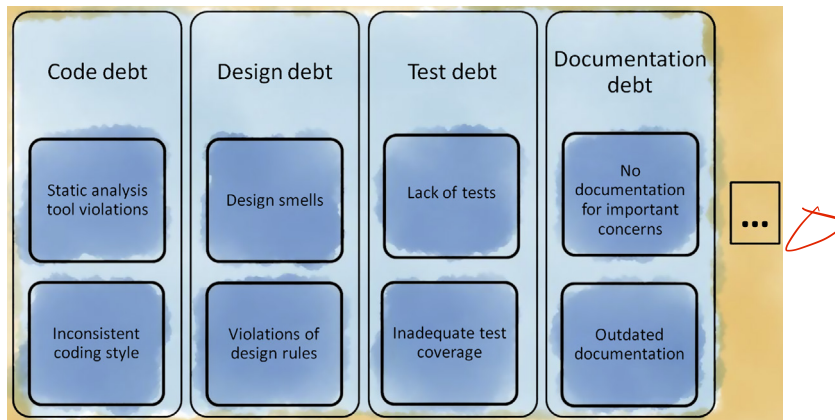 Code debt
Static analysis
tool violations
Inconsistent
coding style
Design debt
Design smells
Violations of
design rules
Test debt
Lack of tests
Inadequate test
coverage
Documentation
debt
No
documentation
for important
concerns
Outdated
documentation
...